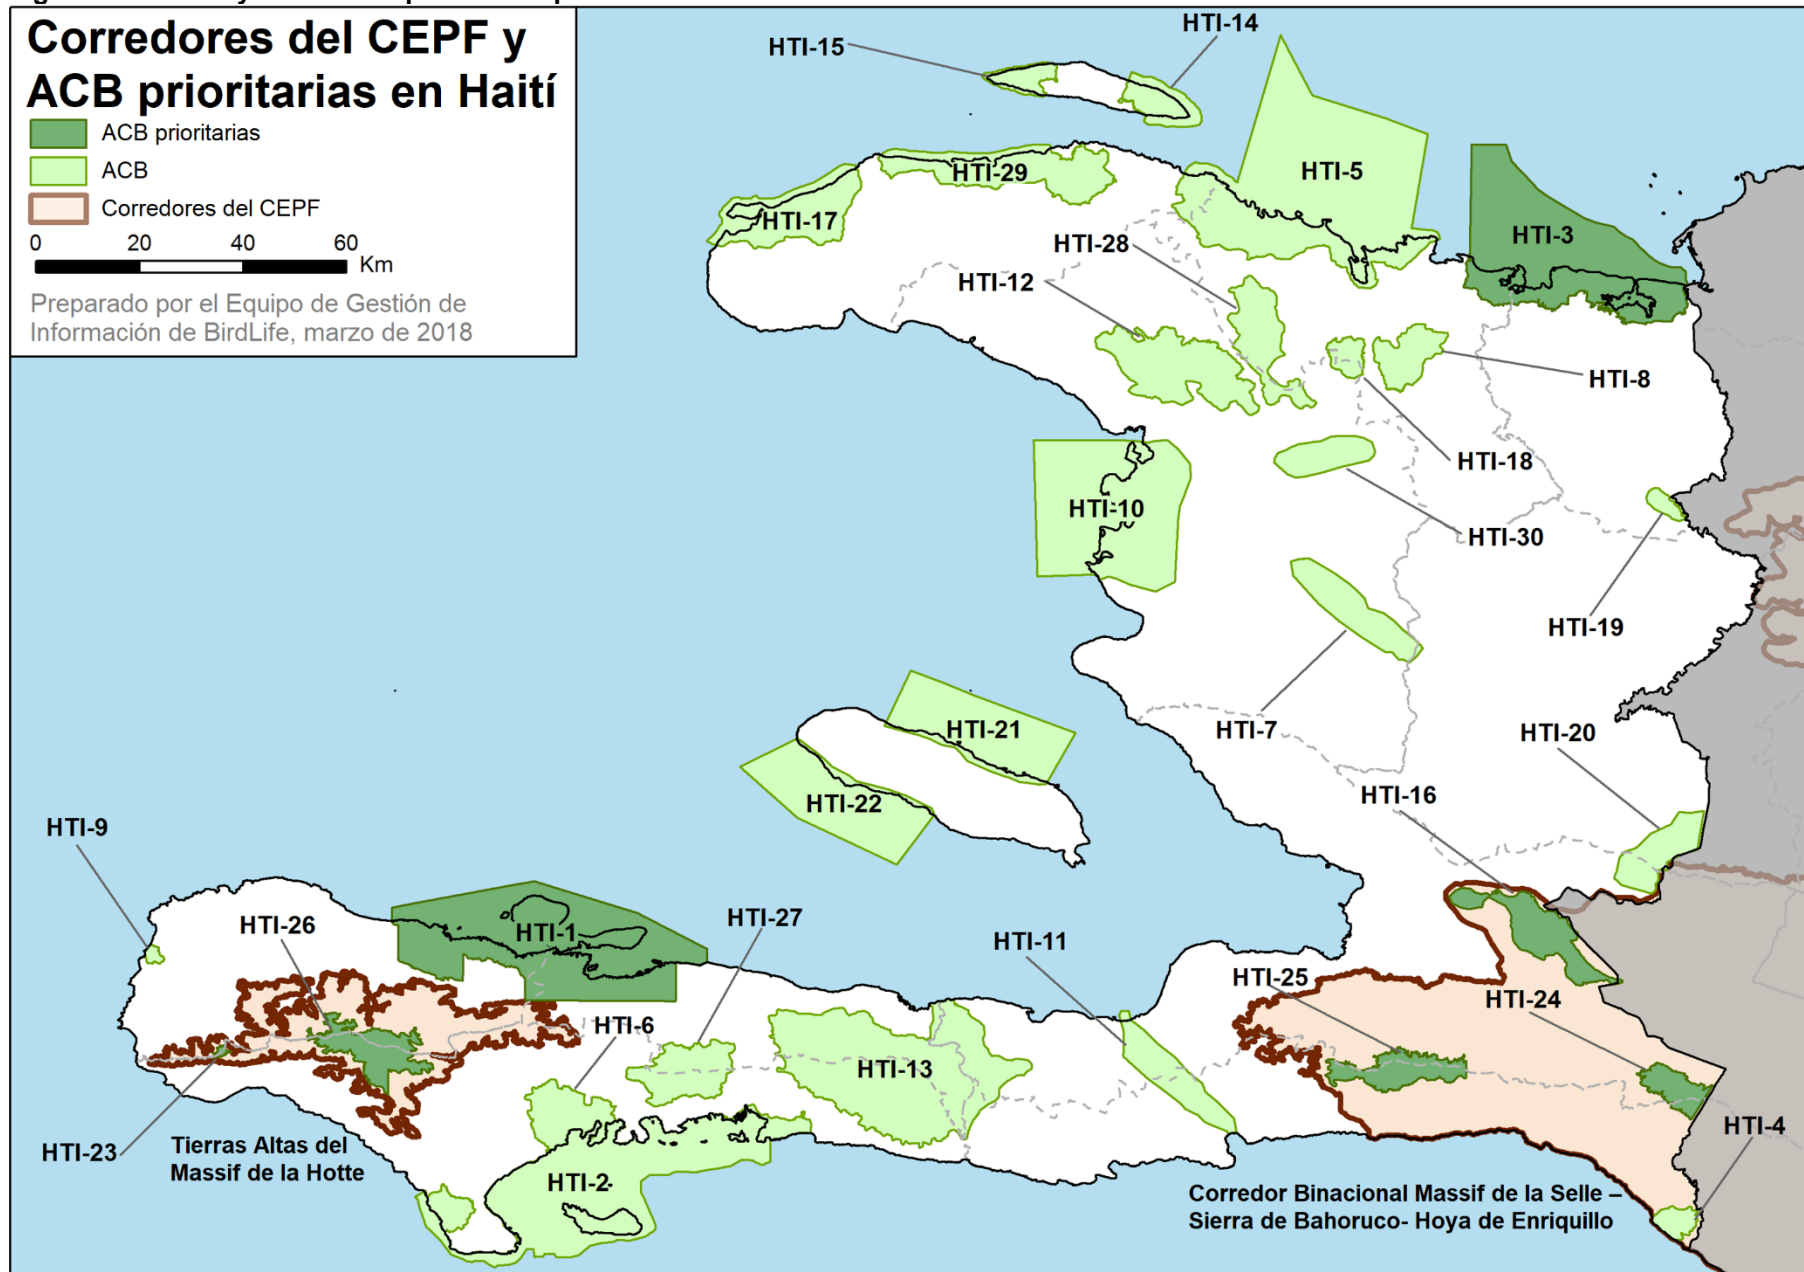 Corredores del CEPF y
ACB prioritarias en Haití
ACB prioritarias
ACB
Corredores del CEPF
0 20 40 60
Km
Preparado por el Equipo de Gestión de
Información de BirdLife, marzo de 2018
HTI-14
HTI-15
HTI-5
HTI-29
HTI-17
HTI-3
HTI-28
HTI-12
HTI-8
HTI-18
HTI-10
HTI-30
HTI-19
HTI-7
HTI-21
HTI-20
HTI-22
HTI-16
HTI-9
HTI-26
HTI-1
HTI-27
HTI-11
HTI-25
HTI-24
HTI-6
HTI-13
HTI-4
HTI-23
Tierras Altas del
Massif de la Hotte
HTI-2
Corredor Binacional Massif de la Selle –
Sierra de Bahoruco- Hoya de Enriquillo